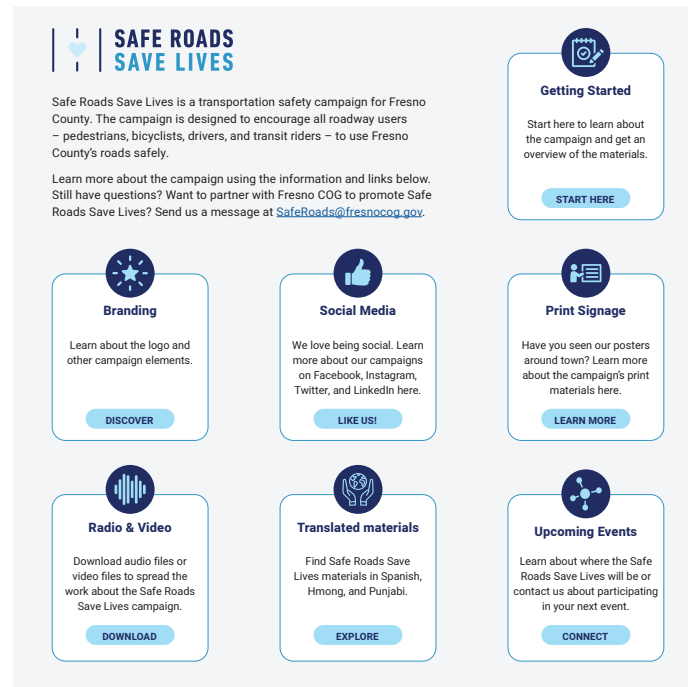 SAFE ROADS
SAVE LIVES
Safe Roads Save Lives is a transportation safety campaign for Fresno
County. The campaign is designed to encourage all roadway users
– pedestrians, bicyclists, drivers, and transit riders – to use Fresno
County's roads safely.
Learn more about the campaign using the information and links below.
Still have questions? Want to partner with Fresno COG to promote Safe
Roads Save Lives? Send us a message at SafeRoads@fresnocog.gov.
Getting Started
Start here to learn about
the campaign and get an
overview of the materials.
START HERE
Branding
Learn about the logo and
other campaign elements.
DISCOVER
Social Media
We love being social. Learn
more about our campaigns
on Facebook, Instagram,
Twitter, and LinkedIn here.
LIKE US!
Print Signage
Have you seen our posters
around town? Learn more
about the campaign's print
materials here.
LEARN MORE
Radio & Video
Download audio files or
video files to spread the
work about the Safe Roads
Save Lives campaign.
DOWNLOAD
Translated materials
Find Safe Roads Save
Lives materials in Spanish,
Hmong, and Punjabi.
EXPLORE
Upcoming Events
Learn about where the Safe
Roads Save Lives will be or
contact us about participating
in your next event.
CONNECT